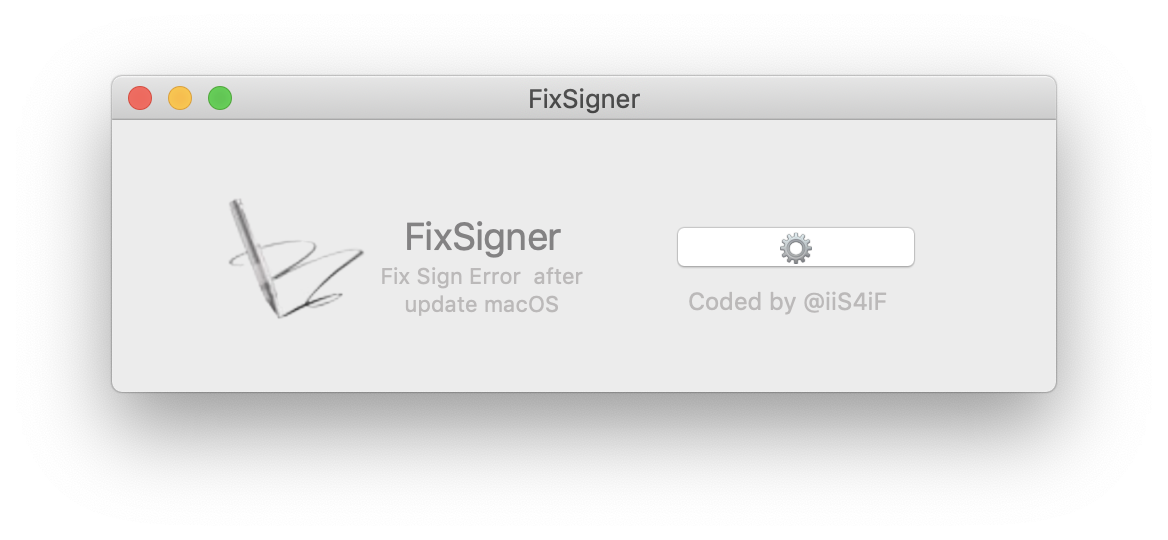 FixSigner
FixSigner
Fix Sign Error  after
update macOS
Coded by @iiS4iF